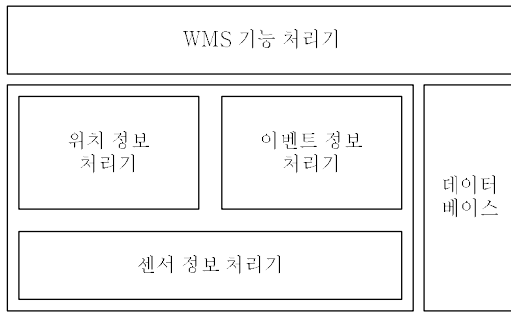 WMS 기능 처리기
위치 정보
처리기
이벤트 정보
처리기
데이터
베이스
센서 정보 처리기